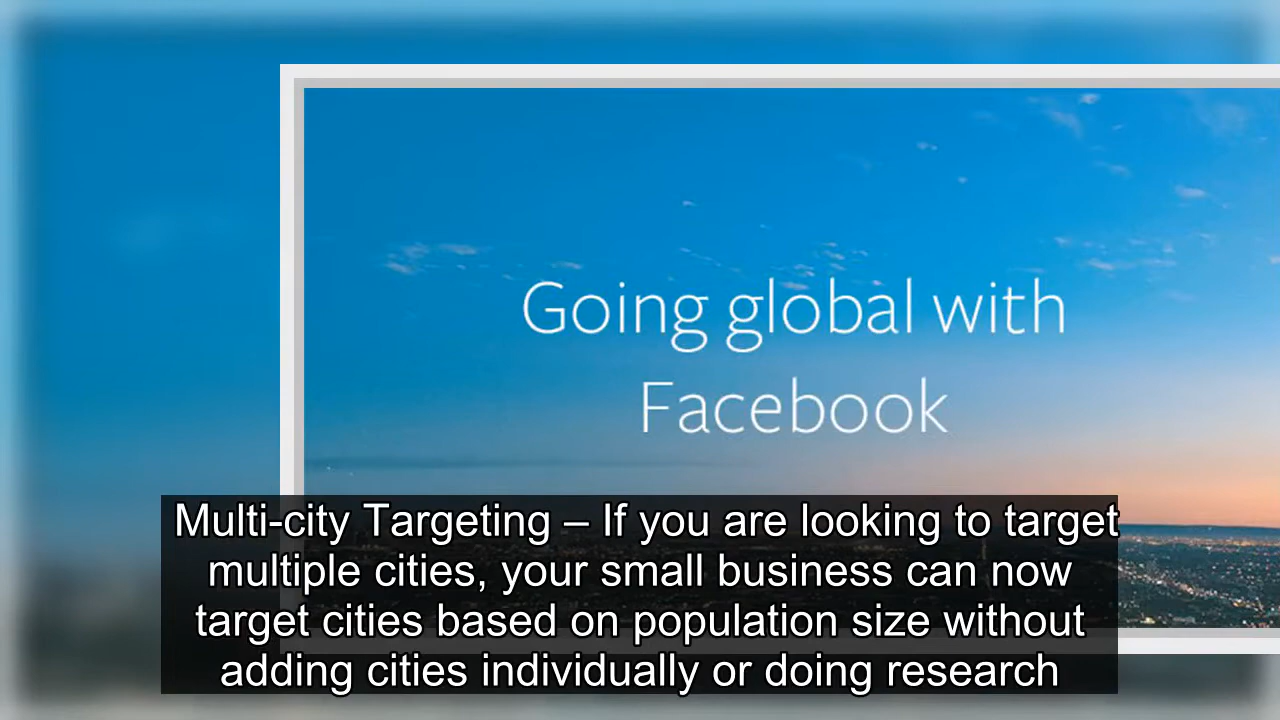 Going global with
Facebook
Multi-city Targeting – If you are looking to target
multiple cities, your small business can now
target cities based on population size without
adding cities individually or doing research